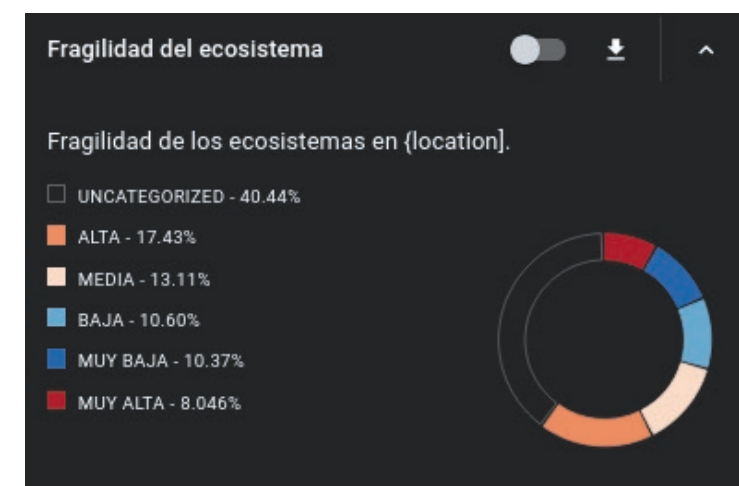 Fragilidad del ecosistema
Fragilidad de los ecosistemas en {location].
UNCATEGORIZED - 40.44%
ALTA - 17.43%
MEDIA - 13.11%
BAJA - 10.60%
MUY BAJA - 10.37%
MUY ALTA - 8.046%